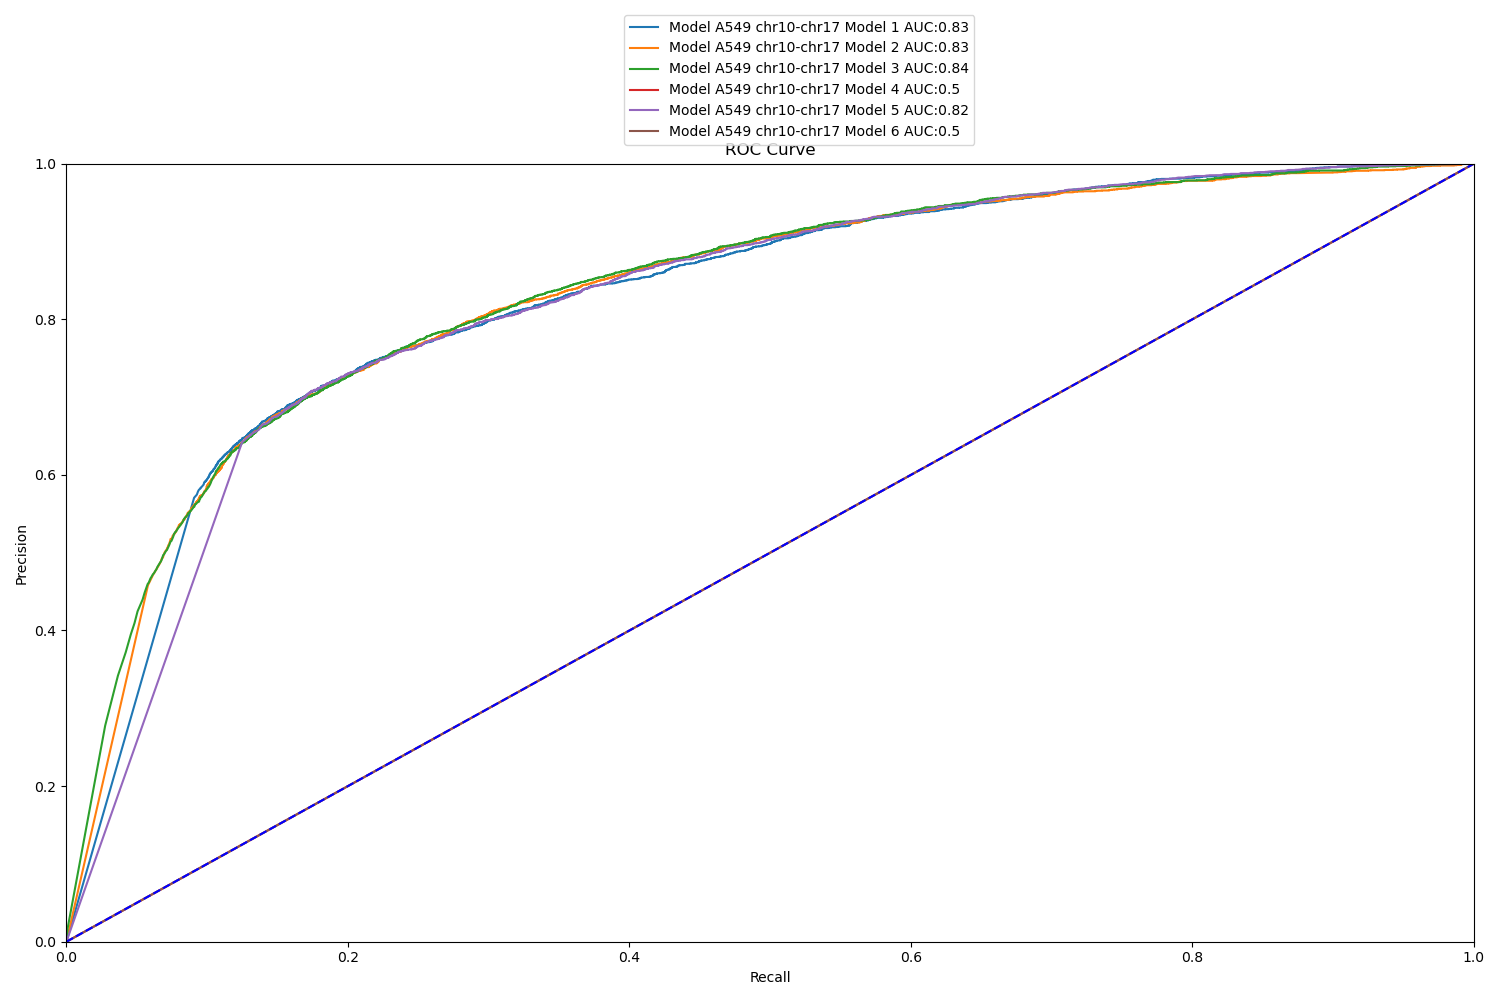 Model A549 chr10-chr17 Model 1 AUC:0.83
Model A549 chr10-chr17 Model 2 AUC:0.83
Model A549 chr10-chr17 Model 3 AUC:0.84
Model A549 chr10-chr17 Model 4 AUC:0.5
Model A549 chr10-chr17 Model 5 AUC:0.82
Model A549 chr10-chr17 Model 6 AUC:0.5
ROC Curve
1.0
0.8
0.6
0.4
0.2
0.0
Precision
0.0 0.2 0.4 0.6 0.8 1.0
Recall